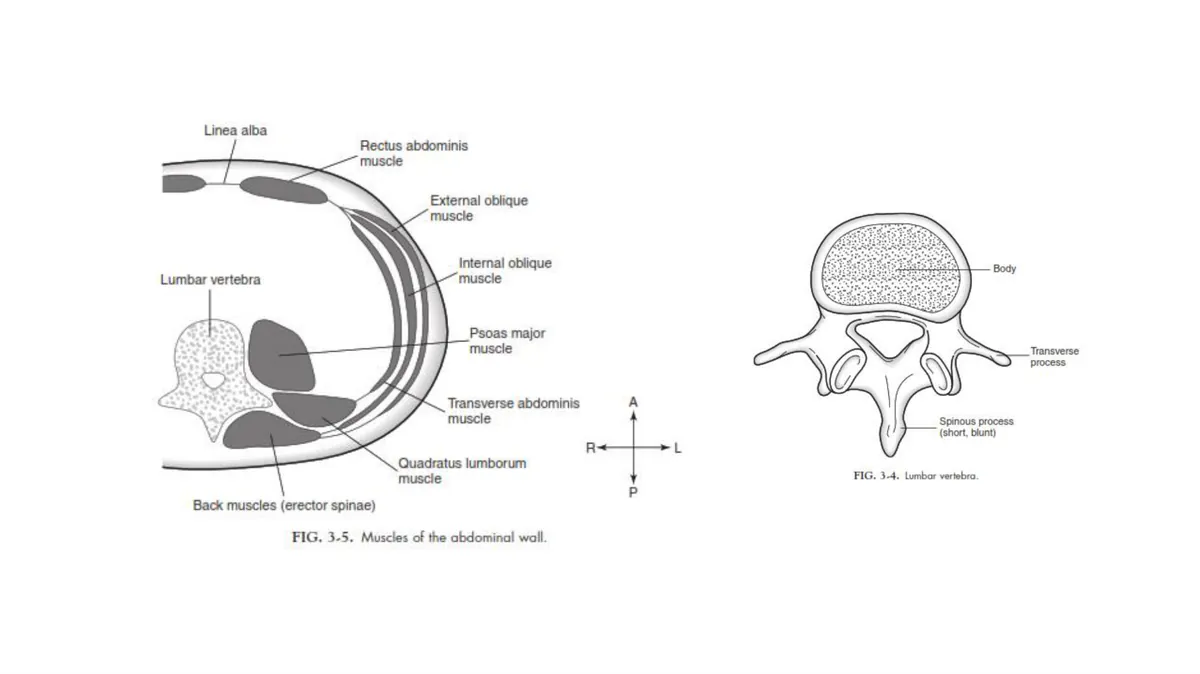 Linea alba
Rectus abdominis
muscle
External oblique
muscle
Internal oblique
muscle
Lumbar vertebra
Psoas major
muscle
Transverse abdominis
muscle
Quadratus lumborum
muscle
Back muscles (erector spinae)
FIG. 3-5. Muscles of the abdominal wall.
A
R
L
P
Body
Transverse
process
Spinous process
(short, blunt)
FIG. 3-4. Lumbar vertebra.